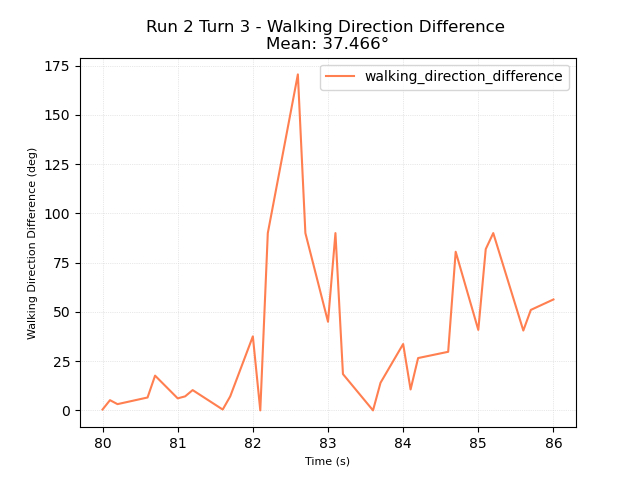 Run 2 Turn 3 - Walking Direction Difference
Mean: 37.466°
walking_direction_difference
175
150
125
100
75
50
25
0
Walking Direction Difference (deg)
80 81 82 83 84 85 86
Time (s)